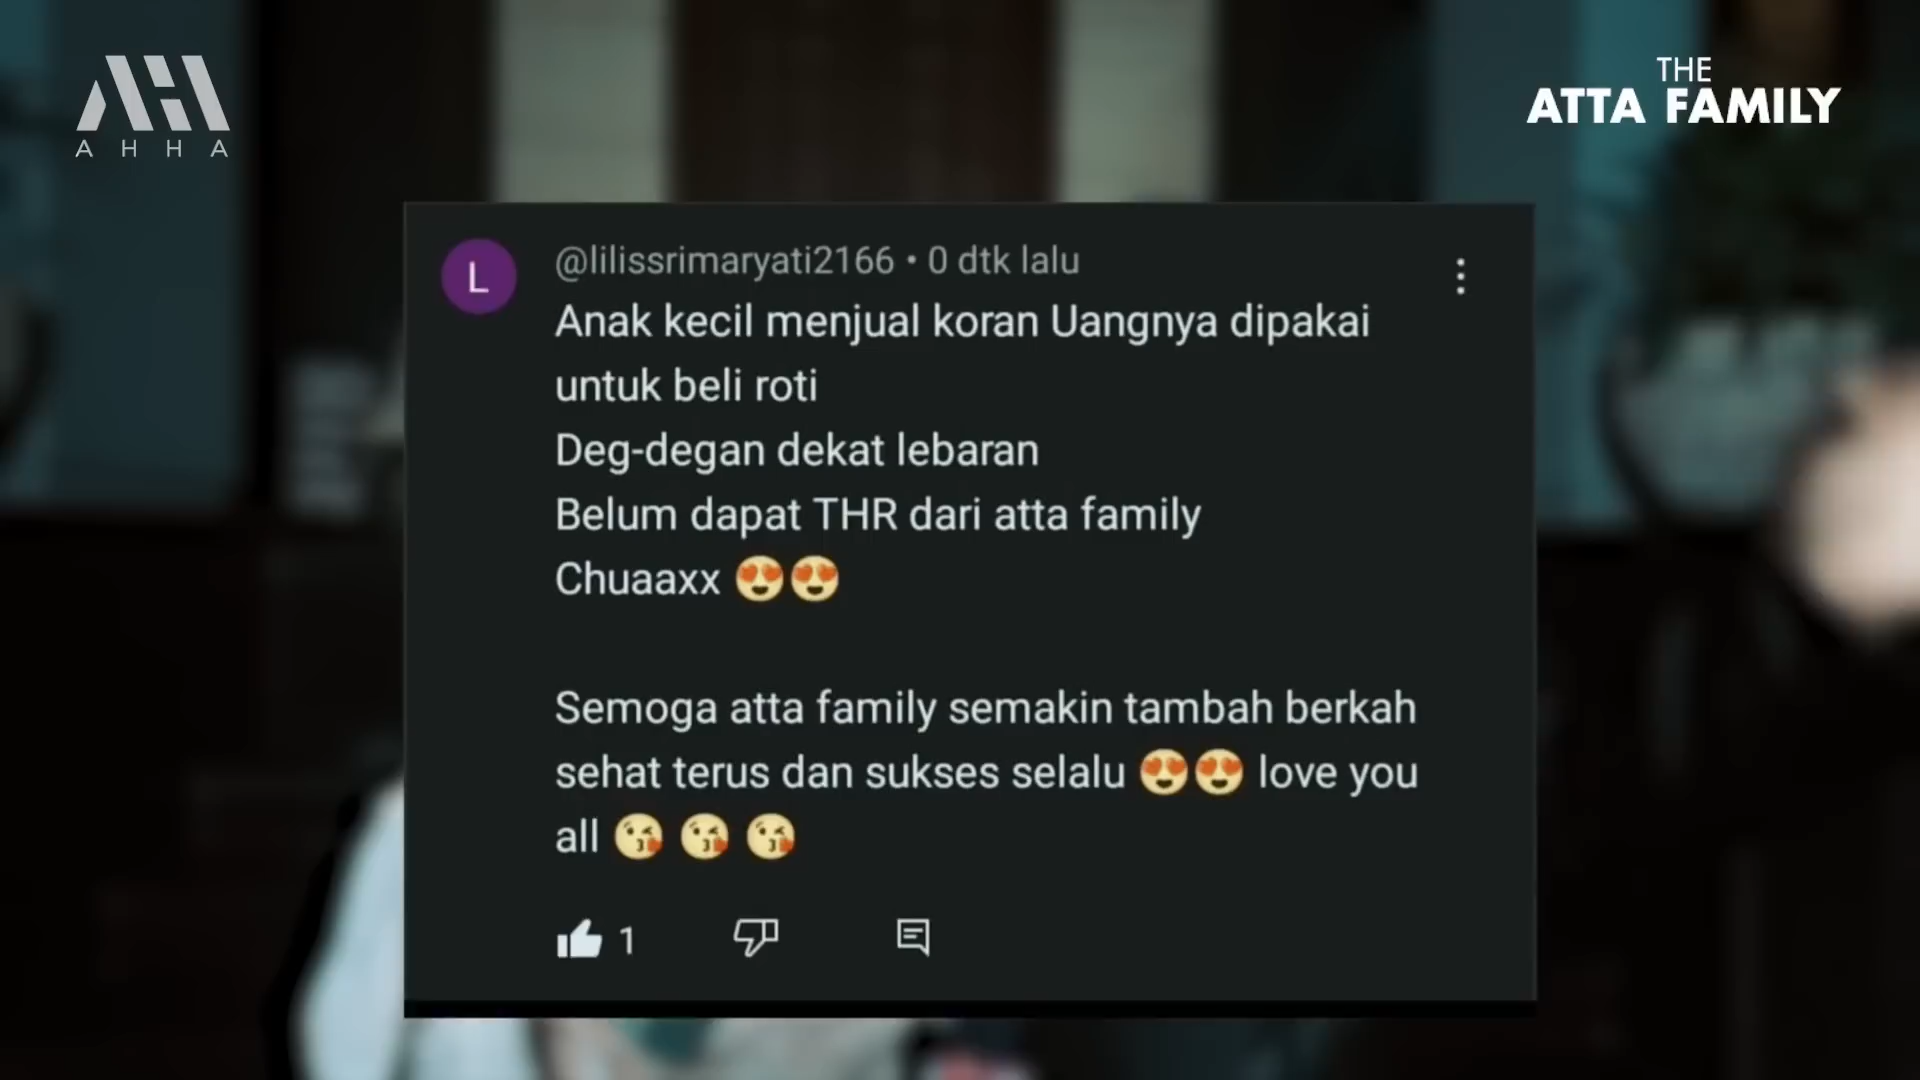 AHHA
THE
ATTA FAMILY
L
@lilissrimaryati2166 • 0 dtk lalu
Anak kecil menjual koran Uangnya dipakai
untuk beli roti
Deg-degan dekat lebaran
Belum dapat THR dari atta family
Chuaaxx 😍😍
Semoga atta family semakin tambah berkah
sehat terus dan sukses selalu 😍😍 love you
all 😘 😘 😘
1